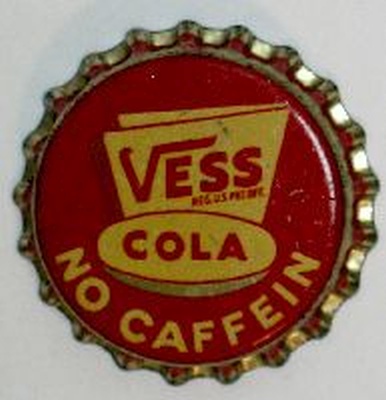 VESS
REG. U.S. PAT. OFF.
COLA
NO CAFFEIN